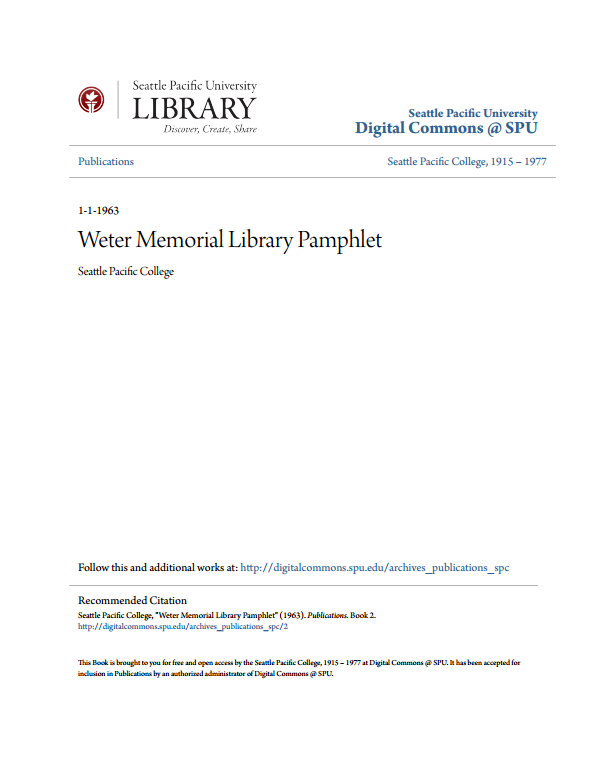 Seattle Pacific University
LIBRARY
Discover, Create, Share
Seattle Pacific University
Digital Commons @ SPU
Publications
Seattle Pacific College, 1915 – 1977
1-1-1963
Weter Memorial Library Pamphlet
Seattle Pacific College
Follow this and additional works at: http://digitalcommons.spu.edu/archives_publications_spc
Recommended Citation
Seattle Pacific College, "Weter Memorial Library Pamphlet" (1963). Publications. Book 2.
http://digitalcommons.spu.edu/archives_publications_spc/2
This Book is brought to you for free and open access by the Seattle Pacific College, 1915 – 1977 at Digital Commons @ SPU. It has been accepted for
inclusion in Publications by an authorized administrator of Digital Commons @ SPU.